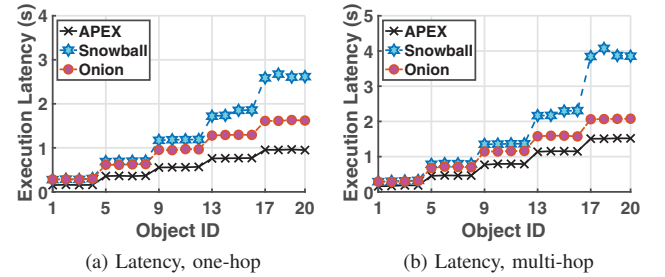 Execution Latency (s)
4
3
2
1
0
APEX
Snowball
Onion
1 5 9 13 17 20
Object ID
(a) Latency, one-hop
Execution Latency (s)
5
4
3
2
1
0
APEX
Snowball
Onion
1 5 9 13 17 20
Object ID
(b) Latency, multi-hop